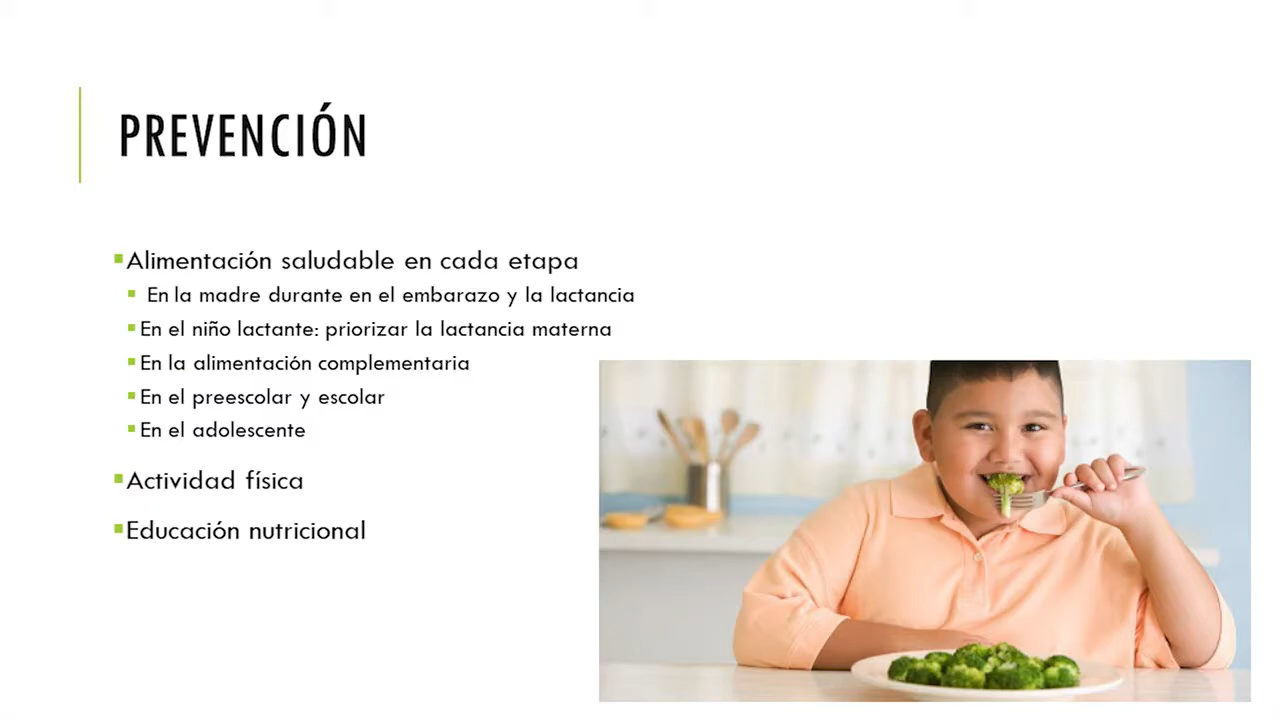 PREVENCIÓN
Alimentación saludable en cada etapa
En la madre durante en el embarazo y la lactancia
En el niño lactante: priorizar la lactancia materna
En la alimentación complementaria
En el preescolar y escolar
En el adolescente
Actividad física
Educación nutricional